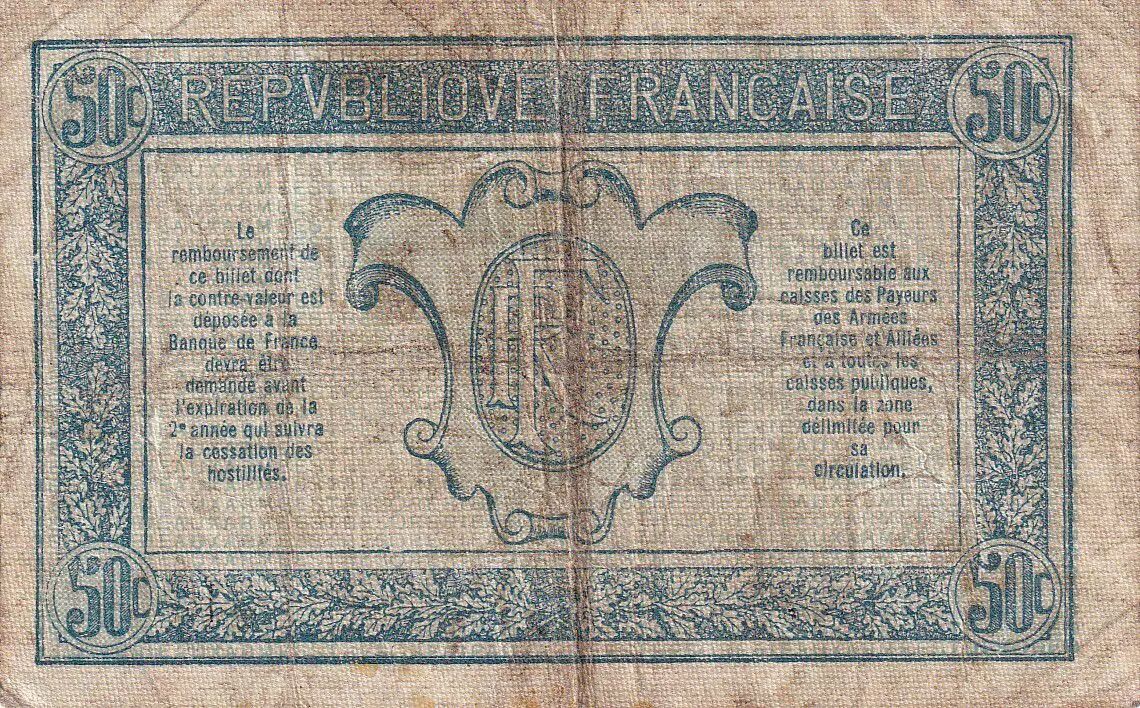 50c
REPVBLIQVE FRANÇAISE
50c
Le
remboursement de
ce billet dont
la contre-valeur est
déposée à la
Banque de France
devra être
demandé avant
l'expiration de la
2e année qui suivra
la cessation des
hostilités.
Ce
billet est
remboursable aux
caisses des Payeurs
des Armées
Française et Alliées
et à toutes les
caisses publiques,
dans la zone
délimitée pour
sa
circulation.
50c
50c